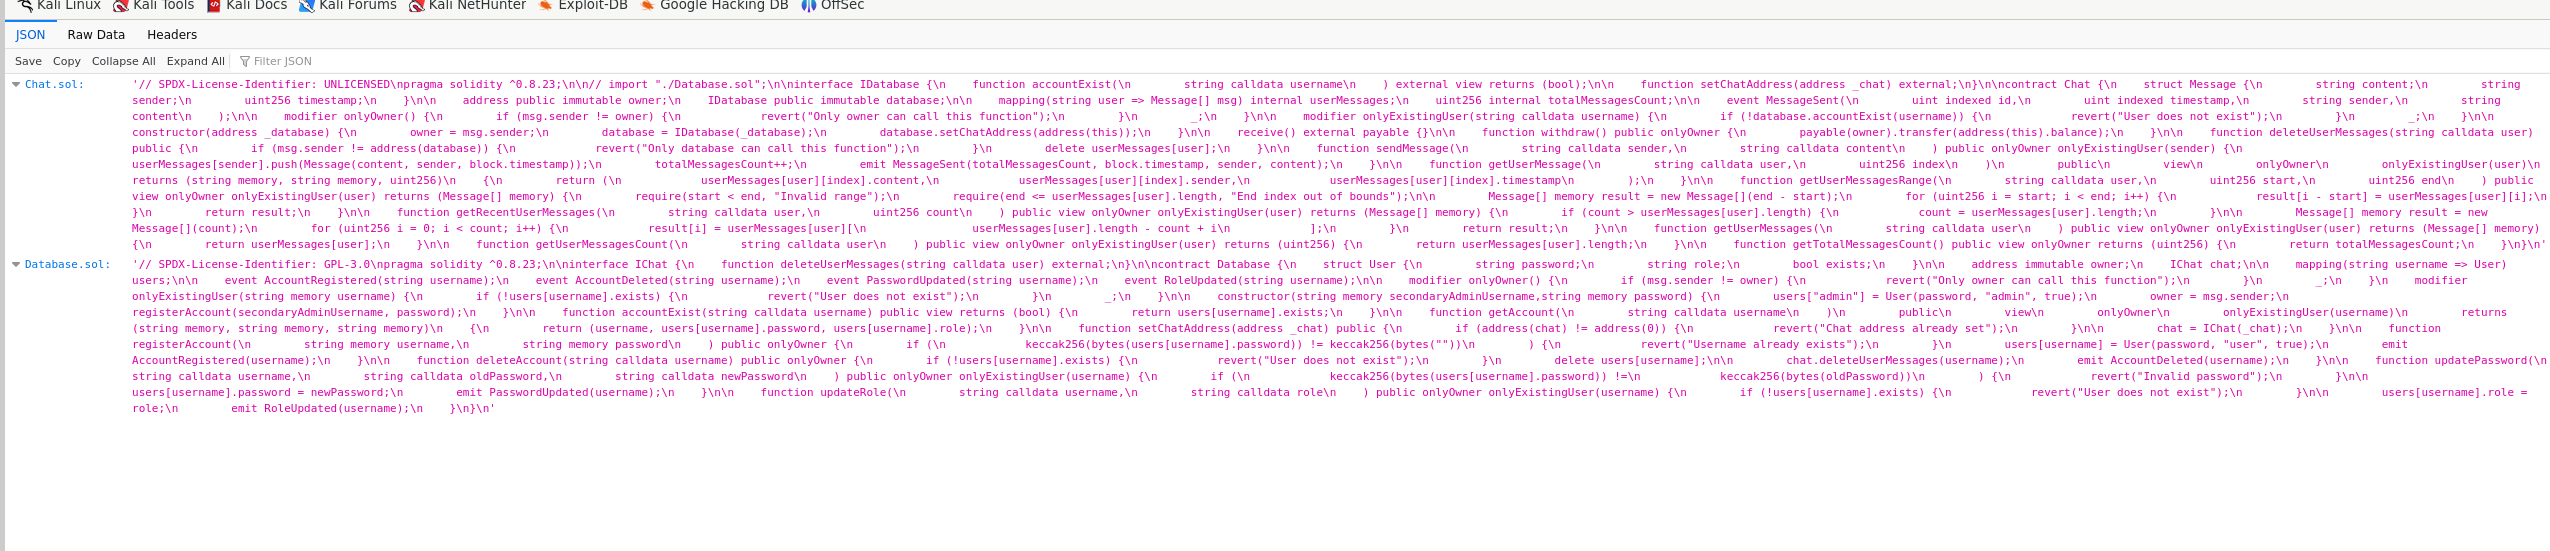 Kali Linux Kali Tools Kali Docs Kali Forums Kali NetHunter Exploit-DB Google Hacking DB OffSec
JSON Raw Data Headers
Save Copy Collapse All Expand All Filter JSON
Chat.sol: '// SPDX-License-Identifier: UNLICENSED\npragma solidity ^0.8.23;\n\n// import "./Database.sol";\n\ninterface IDatabase {\n    function accountExist(\n        string calldata username\n    ) external view returns (bool);\n\n    function setChatAddress(address _chat) external;\n}\n\ncontract Chat {\n    struct Message {\n        string content;\n        string
sender;\n        uint256 timestamp;\n    }\n\n    address public immutable owner;\n    IDatabase public immutable database;\n\n    mapping(string user => Message[] msg) internal userMessages;\n    uint256 internal totalMessagesCount;\n\n    event MessageSent(\n        uint indexed id,\n        uint indexed timestamp,\n        string sender,\n        string
content\n    );\n\n    modifier onlyOwner() {\n        if (msg.sender != owner) {\n            revert("Only owner can call this function");\n        }\n        _;\n    }\n\n    modifier onlyExistingUser(string calldata username) {\n        if (!database.accountExist(username)) {\n            revert("User does not exist");\n        }\n        _;\n    }\n\n
constructor(address _database) {\n        owner = msg.sender;\n        database = IDatabase(_database);\n        database.setChatAddress(address(this));\n    }\n\n    receive() external payable {}\n\n    function withdraw() public onlyOwner {\n        payable(owner).transfer(address(this).balance);\n    }\n\n    function deleteUserMessages(string calldata user)
public {\n        if (msg.sender != address(database)) {\n            revert("Only database can call this function");\n        }\n        delete userMessages[user];\n    }\n\n    function sendMessage(\n        string calldata sender,\n        string calldata content\n    ) public onlyOwner onlyExistingUser(sender) {\n
userMessages[sender].push(Message(content, sender, block.timestamp));\n        totalMessagesCount++;\n        emit MessageSent(totalMessagesCount, block.timestamp, sender, content);\n    }\n\n    function getUserMessage(\n        string calldata user,\n        uint256 index\n    )\n        public\n        view\n        onlyOwner\n        onlyExistingUser(user)\n
returns (string memory, string memory, uint256)\n    {\n        return (\n            userMessages[user][index].content,\n            userMessages[user][index].sender,\n            userMessages[user][index].timestamp\n        );\n    }\n\n    function getUserMessagesRange(\n        string calldata user,\n        uint256 start,\n        uint256 end\n    ) public
view onlyOwner onlyExistingUser(user) returns (Message[] memory) {\n        require(start < end, "Invalid range");\n        require(end <= userMessages[user].length, "End index out of bounds");\n\n        Message[] memory result = new Message[](end - start);\n        for (uint256 i = start; i < end; i++) {\n            result[i - start] = userMessages[user][i];\n
}\n        return result;\n    }\n\n    function getRecentUserMessages(\n        string calldata user,\n        uint256 count\n    ) public view onlyOwner onlyExistingUser(user) returns (Message[] memory) {\n        if (count > userMessages[user].length) {\n            count = userMessages[user].length;\n        }\n\n        Message[] memory result = new
Message[](count);\n        for (uint256 i = 0; i < count; i++) {\n            result[i] = userMessages[user][\n                userMessages[user].length - count + i\n            ];\n        }\n        return result;\n    }\n\n    function getUserMessages(\n        string calldata user\n    ) public view onlyOwner onlyExistingUser(user) returns (Message[] memory)
{\n        return userMessages[user];\n    }\n\n    function getUserMessagesCount(\n        string calldata user\n    ) public view onlyOwner onlyExistingUser(user) returns (uint256) {\n        return userMessages[user].length;\n    }\n\n    function getTotalMessagesCount() public view onlyOwner returns (uint256) {\n        return totalMessagesCount;\n    }\n}\n'
Database.sol: '// SPDX-License-Identifier: GPL-3.0\npragma solidity ^0.8.23;\n\ninterface IChat {\n    function deleteUserMessages(string calldata user) external;\n}\n\ncontract Database {\n    struct User {\n        string password;\n        string role;\n        bool exists;\n    }\n\n    address immutable owner;\n    IChat chat;\n\n    mapping(string username => User)
users;\n\n    event AccountRegistered(string username);\n    event AccountDeleted(string username);\n    event PasswordUpdated(string username);\n    event RoleUpdated(string username);\n\n    modifier onlyOwner() {\n        if (msg.sender != owner) {\n            revert("Only owner can call this function");\n        }\n        _;\n    }\n    modifier
onlyExistingUser(string memory username) {\n        if (!users[username].exists) {\n            revert("User does not exist");\n        }\n        _;\n    }\n\n    constructor(string memory secondaryAdminUsername,string memory password) {\n        users["admin"] = User(password, "admin", true);\n        owner = msg.sender;\n
registerAccount(secondaryAdminUsername, password);\n    }\n\n    function accountExist(string calldata username) public view returns (bool) {\n        return users[username].exists;\n    }\n\n    function getAccount(\n        string calldata username\n    )\n        public\n        view\n        onlyOwner\n        onlyExistingUser(username)\n        returns
(string memory, string memory, string memory)\n    {\n        return (username, users[username].password, users[username].role);\n    }\n\n    function setChatAddress(address _chat) public {\n        if (address(chat) != address(0)) {\n            revert("Chat address already set");\n        }\n\n        chat = IChat(_chat);\n    }\n\n    function
registerAccount(\n        string memory username,\n        string memory password\n    ) public onlyOwner {\n        if (\n            keccak256(bytes(users[username].password)) != keccak256(bytes(""))\n        ) {\n            revert("Username already exists");\n        }\n        users[username] = User(password, "user", true);\n        emit
AccountRegistered(username);\n    }\n\n    function deleteAccount(string calldata username) public onlyOwner {\n        if (!users[username].exists) {\n            revert("User does not exist");\n        }\n        delete users[username];\n\n        chat.deleteUserMessages(username);\n        emit AccountDeleted(username);\n    }\n\n    function updatePassword(\n
string calldata username,\n        string calldata oldPassword,\n        string calldata newPassword\n    ) public onlyOwner onlyExistingUser(username) {\n        if (\n            keccak256(bytes(users[username].password)) !=\n            keccak256(bytes(oldPassword))\n        ) {\n            revert("Invalid password");\n        }\n\n
users[username].password = newPassword;\n        emit PasswordUpdated(username);\n    }\n\n    function updateRole(\n        string calldata username,\n        string calldata role\n    ) public onlyOwner onlyExistingUser(username) {\n        if (!users[username].exists) {\n            revert("User does not exist");\n        }\n\n        users[username].role =
role;\n        emit RoleUpdated(username);\n    }\n}\n'